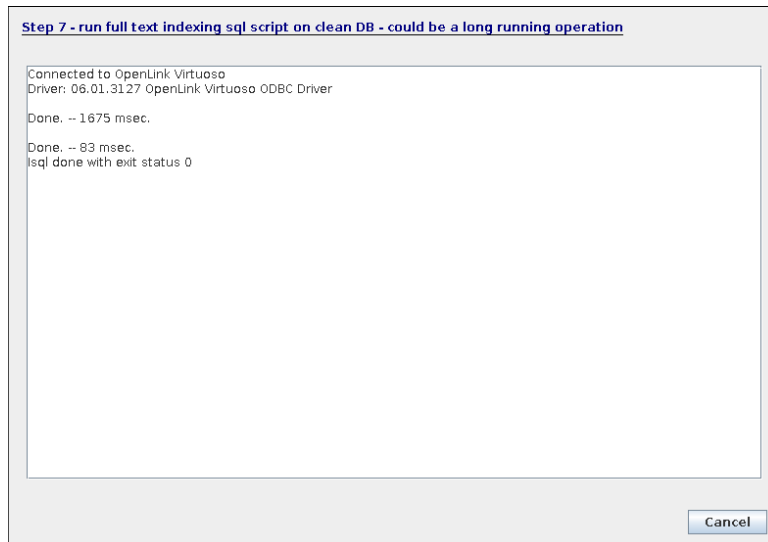 Step 7 - run full text indexing sql script on clean DB - could be a long running operation
Connected to OpenLink Virtuoso
Driver: 06.01.3127 OpenLink Virtuoso ODBC Driver
Done. -- 1675 msec.
Done. -- 83 msec.
Isql done with exit status 0
Cancel